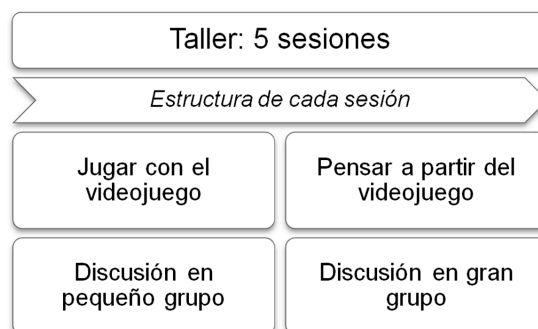 Taller: 5 sesiones
Estructura de cada sesión
Jugar con el
videojuego
Pensar a partir del
videojuego
Discusión en
pequeño grupo
Discusión en gran
grupo